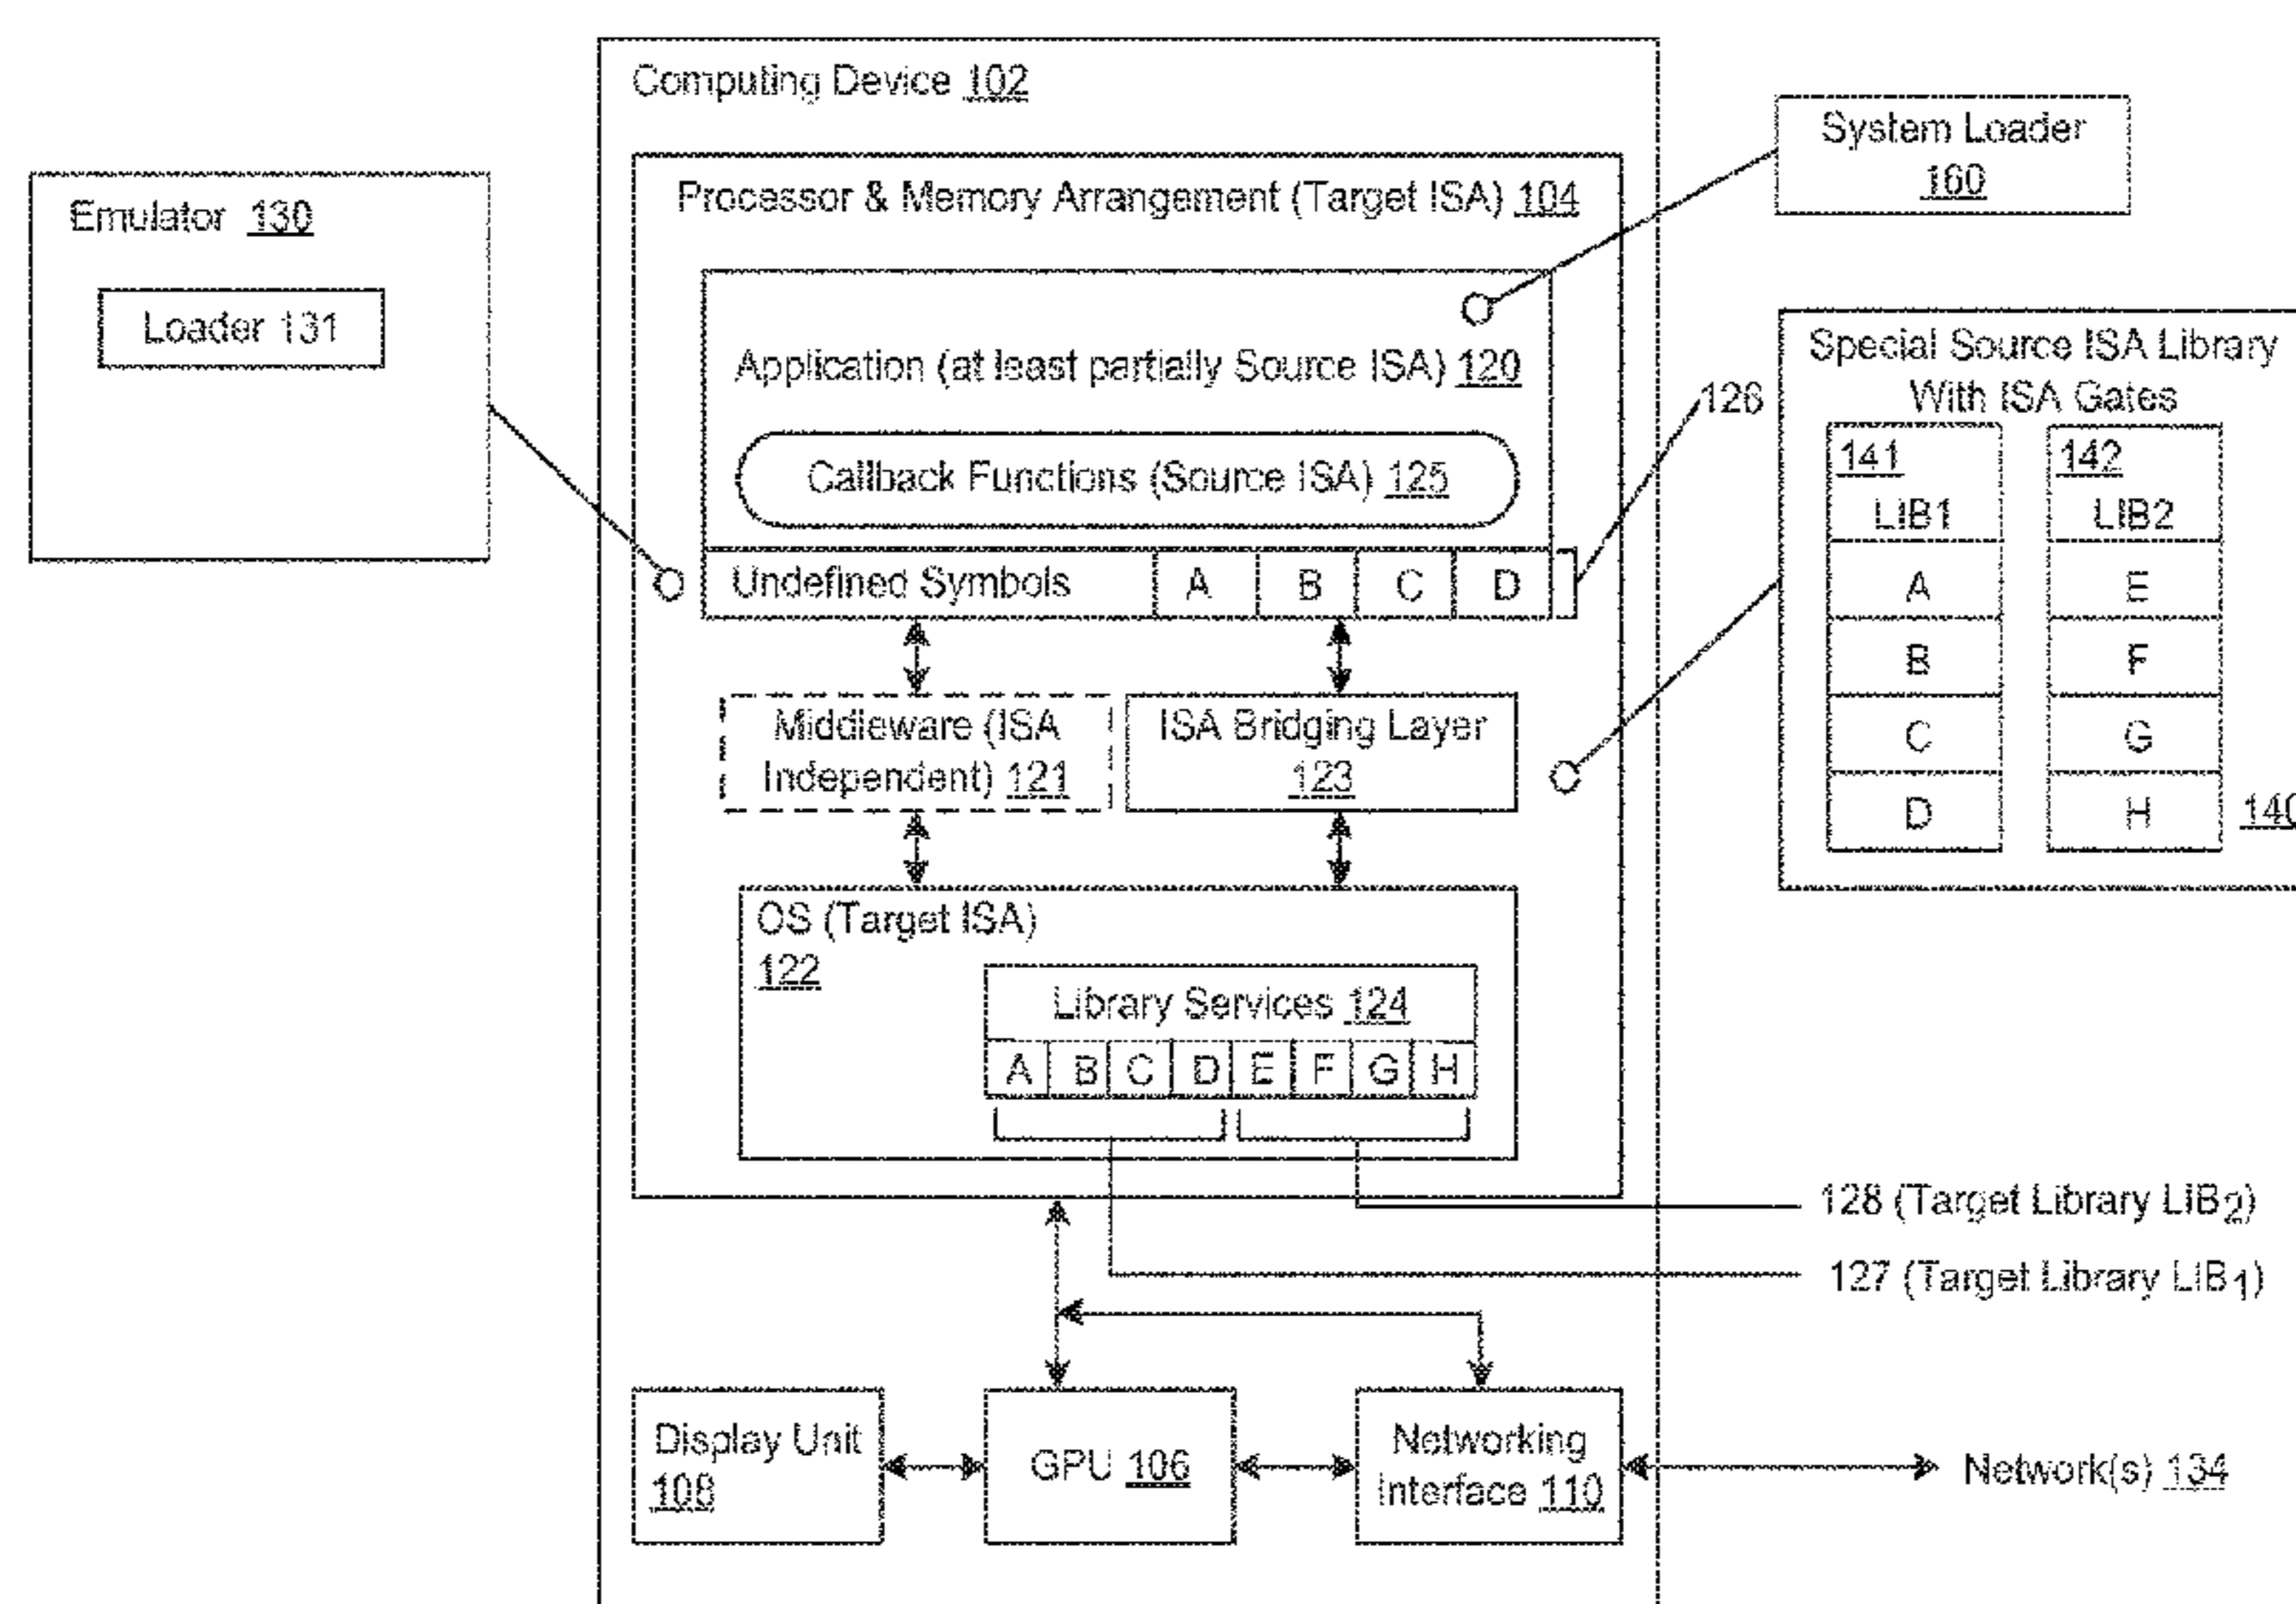 Computing Device 102
System Loader
160
Processor & Memory Arrangement (Target ISA) 104
Emulator 130
Loader 131
Application (at least partially Source ISA) 120
126
Special Source ISA Library
With ISA Gates
141
142
Callback Functions (Source ISA) 125
LIB1
LIB2
Undefined Symbols A B C D
A E
B F
C G
D H
140
Middleware (ISA
Independent) 121
ISA Bridging Layer
123
OS (Target ISA)
122
Library Services 124
A B C D E F G H
128 (Target Library LIB2)
127 (Target Library LIB1)
Display Unit
108
GPU 106
Networking
Interface 110
Network(s) 134